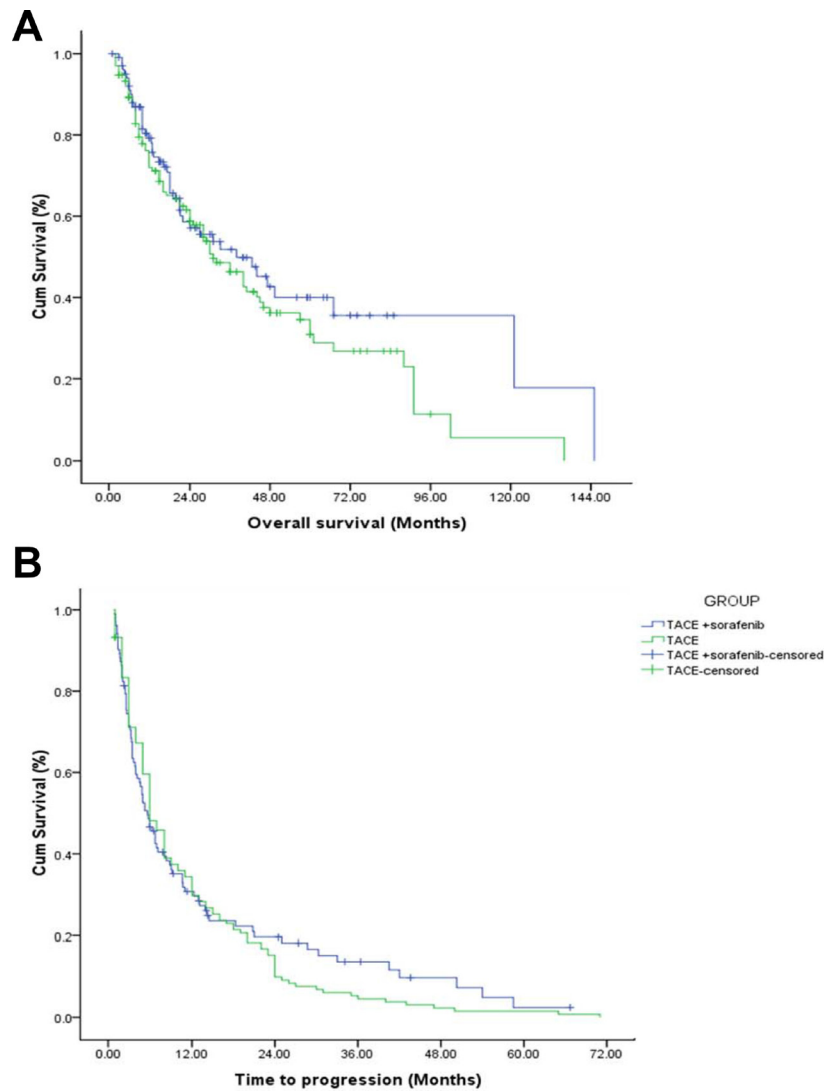 A
Cum Survival (%)
1.0
0.8
0.6
0.4
0.2
0.0
0.00 24.00 48.00 72.00 96.00 120.00 144.00
Overall survival (Months)
B
Cum Survival (%)
1.0
0.8
0.6
0.4
0.2
0.0
0.00 12.00 24.00 36.00 48.00 60.00 72.00
Time to progression (Months)
GROUP
TACE +sorafenib
TACE
TACE +sorafenib-censored
TACE-censored